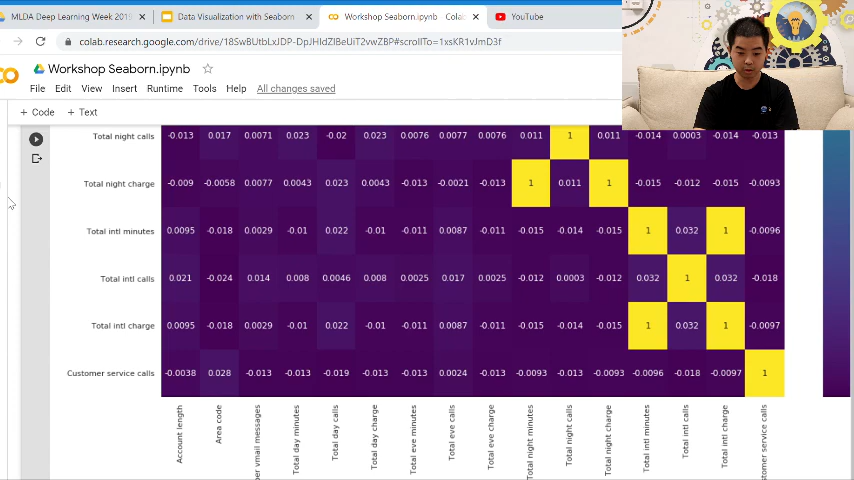 MLDA Deep Learning Week 2019
Data Visualization with Seaborn
Workshop Seaborn.ipynb - Colab
YouTube
colab.research.google.com/drive/18SwBUtbLxJDP-DpJHIdZIBeUiT2vwZBP#scrollTo=1xsKR1vJmD3f
Workshop Seaborn.ipynb
File Edit View Insert Runtime Tools Help All changes saved
+ Code + Text
Total night calls -0.013 0.017 0.0071 0.023 -0.02 0.023 0.0076 0.0077 0.0076 0.011 1 0.011 -0.014 0.0003 -0.014 -0.013
Total night charge -0.009 -0.0058 0.0077 0.0043 0.023 0.0043 -0.013 -0.0021 -0.013 1 0.011 1 -0.015 -0.012 -0.015 -0.0093
Total intl minutes 0.0095 -0.018 0.0029 -0.01 0.022 -0.01 -0.011 0.0087 -0.011 -0.015 -0.014 -0.015 1 0.032 1 -0.0096
Total intl calls 0.021 -0.024 0.014 0.008 0.0046 0.008 0.0025 0.017 0.0025 -0.012 0.0003 -0.012 0.032 1 0.032 -0.018
Total intl charge 0.0095 -0.018 0.0029 -0.01 0.022 -0.01 -0.011 0.0087 -0.011 -0.015 -0.014 -0.015 1 0.032 1 -0.0097
Customer service calls -0.0038 0.028 -0.013 -0.013 -0.019 -0.013 -0.013 0.0024 -0.013 -0.0093 -0.013 -0.0093 -0.0096 -0.018 -0.0097 1
Account length
Area code
er vmail messages
Total day minutes
Total day calls
Total day charge
Total eve minutes
Total eve calls
Total eve charge
Total night minutes
Total night calls
Total night charge
Total intl minutes
Total intl calls
Total intl charge
stomer service calls